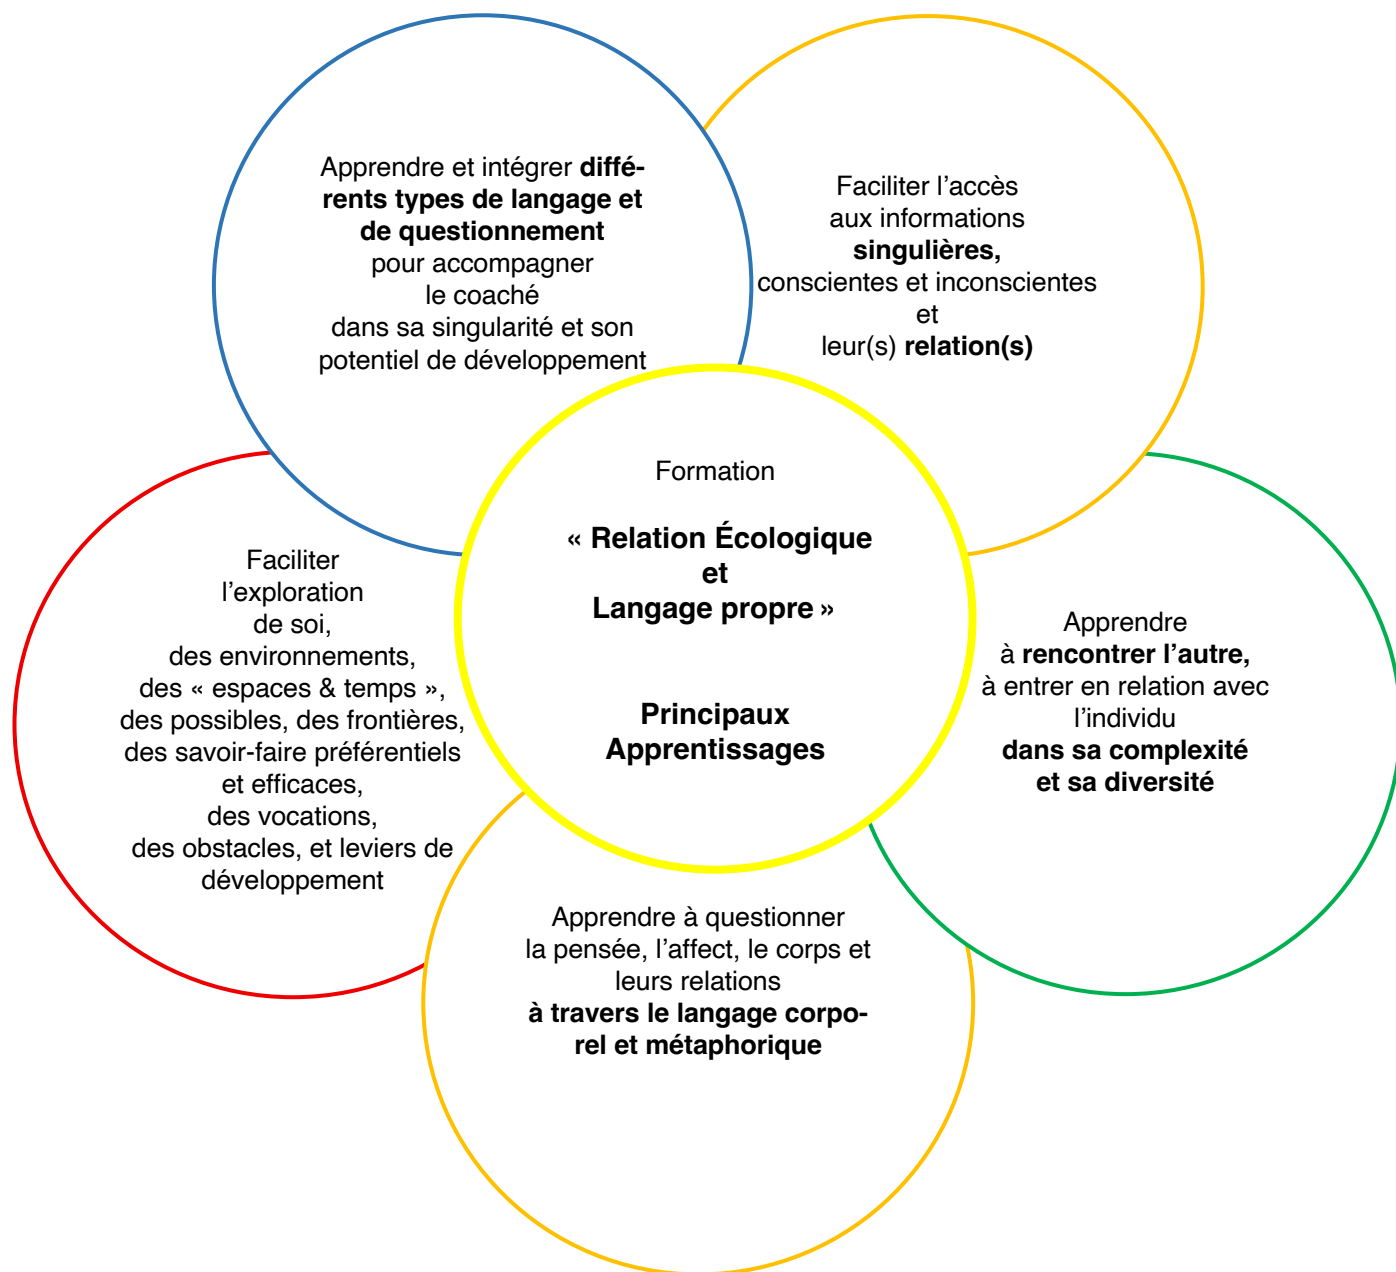 Apprendre et intégrer diffé-
rents types de langage et
de questionnement
pour accompagner
le coaché
dans sa singularité et son
potentiel de développement
Faciliter l’accès
aux informations
singulières,
conscientes et inconscientes
et
leur(s) relation(s)
Formation
« Relation Écologique
et
Langage propre »
Principaux
Apprentissages
Faciliter
l’exploration
de soi,
des environnements,
des « espaces & temps »,
des possibles, des frontières,
des savoir-faire préférentiels
et efficaces,
des vocations,
des obstacles, et leviers de
développement
Apprendre
à rencontrer l’autre,
à entrer en relation avec
l’individu
dans sa complexité
et sa diversité
Apprendre à questionner
la pensée, l’affect, le corps et
leurs relations
à travers le langage corpo-
rel et métaphorique